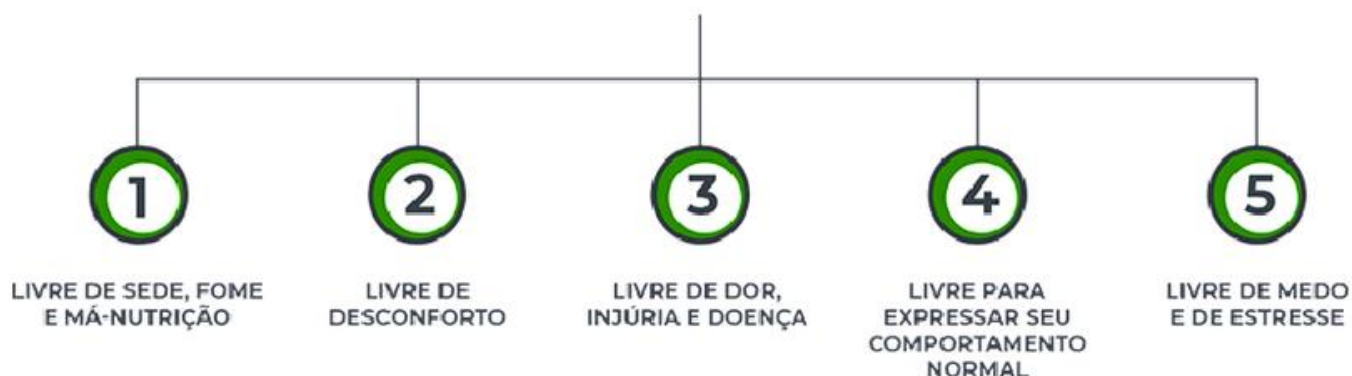 1
LIVRE DE SEDE, FOME
E MÁ-NUTRIÇÃO
2
LIVRE DE
DESCONFORTO
3
LIVRE DE DOR,
INJÚRIA E DOENÇA
4
LIVRE PARA
EXPRESSAR SEU
COMPORTAMENTO
NORMAL
5
LIVRE DE MEDO
E DE ESTRESSE